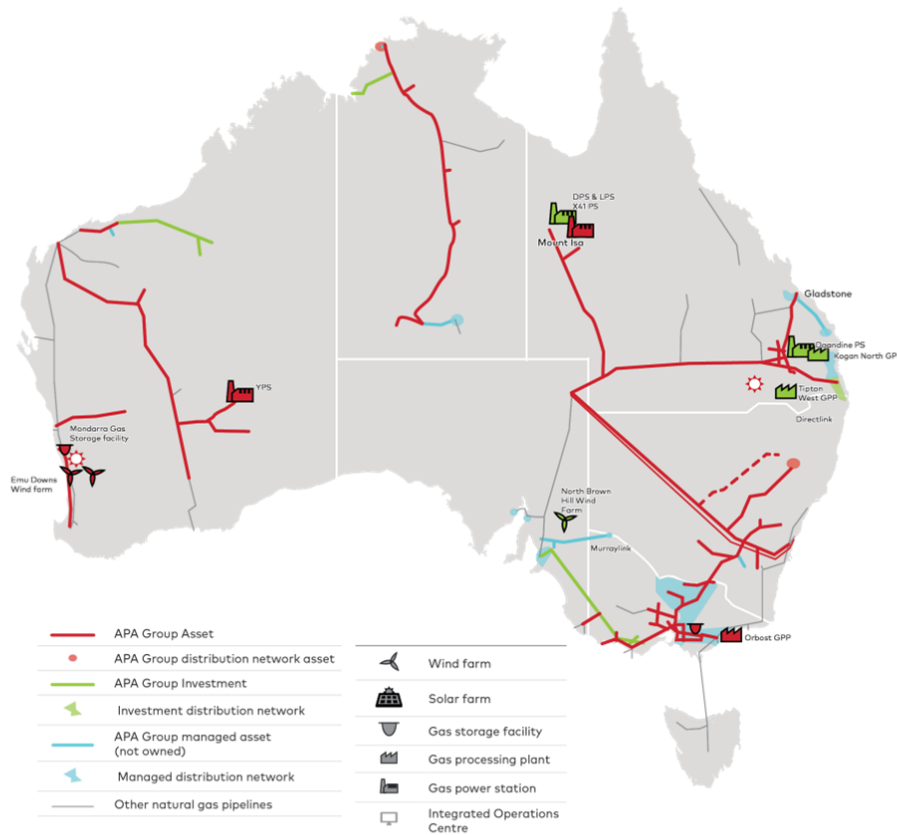 DPS & LPS
X41 PS
Mount Isa
Gladstone
Kogan North GP
YPS
Tipton
West GPP
Directlink
Mondarra Gas
Storage facility
Emu Downs
Wind farm
North Brown
Hill Wind
Farm
Murraylink
Orbost GPP
APA Group Asset
APA Group distribution network asset
APA Group Investment
Investment distribution network
APA Group managed asset
(not owned)
Managed distribution network
Other natural gas pipelines
Wind farm
Solar farm
Gas storage facility
Gas processing plant
Gas power station
Integrated Operations
Centre